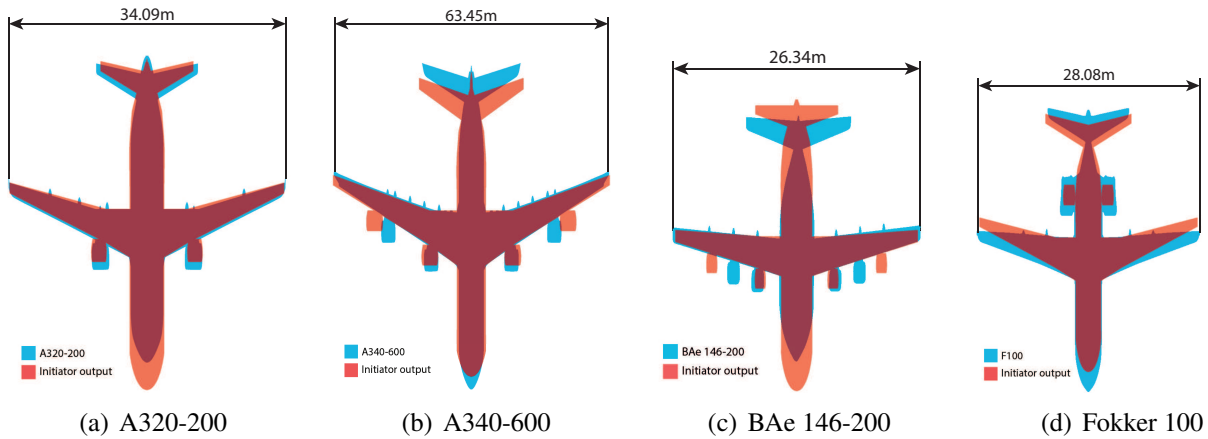 34.09m
63.45m
26.34m
28.08m
A320-200
Initiator output
A340-600
Initiator output
BAe 146-200
Initiator output
F100
Initiator output
(a) A320-200
(b) A340-600
(c) BAe 146-200
(d) Fokker 100